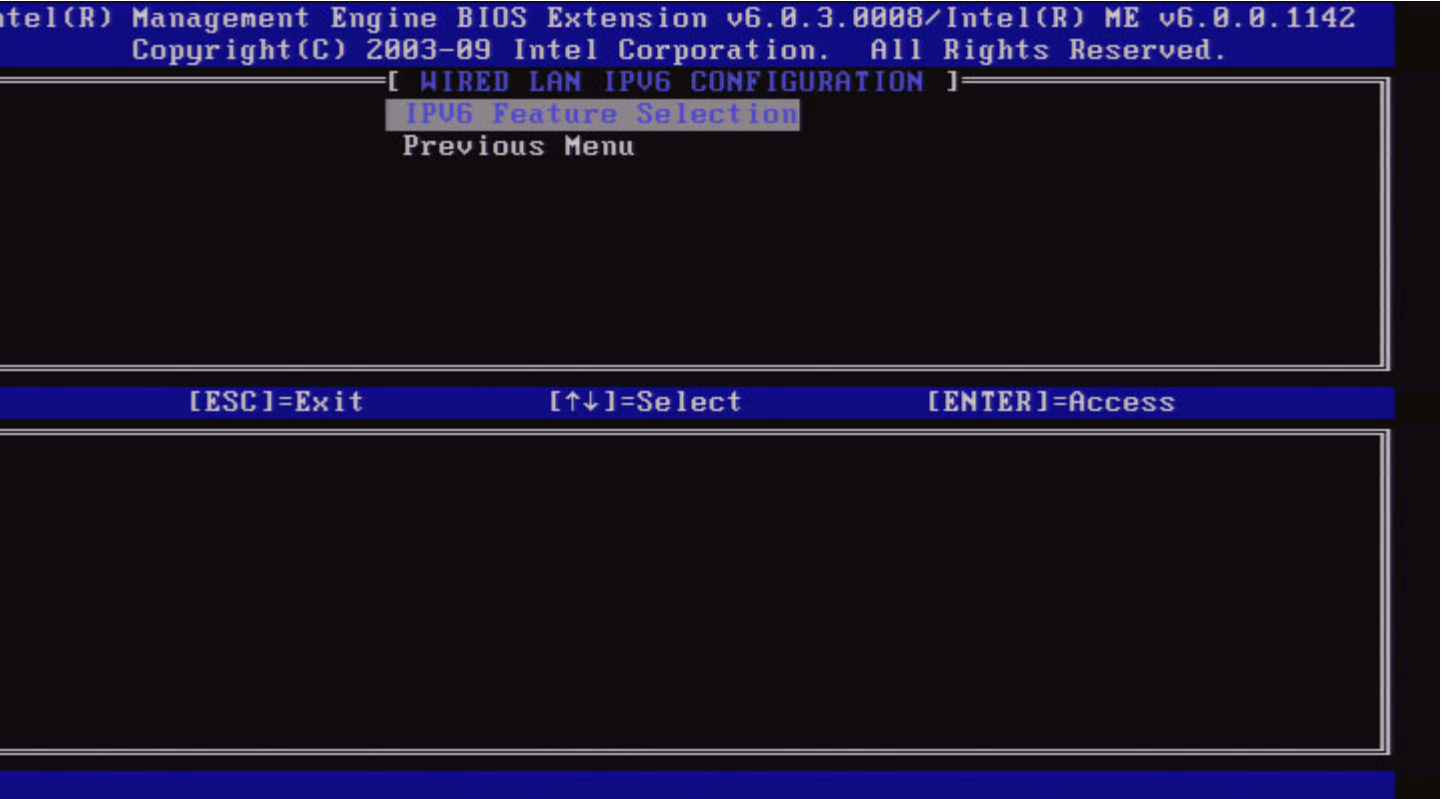 ntel(R) Management Engine BIOS Extension v6.0.3.0008/Intel(R) ME v6.0.0.1142
Copyright(C) 2003-09 Intel Corporation.  All Rights Reserved.
[ WIRED LAN IPV6 CONFIGURATION ]
IPV6 Feature Selection
Previous Menu
[ESC]=Exit [↑↓]=Select [ENTER]=Access